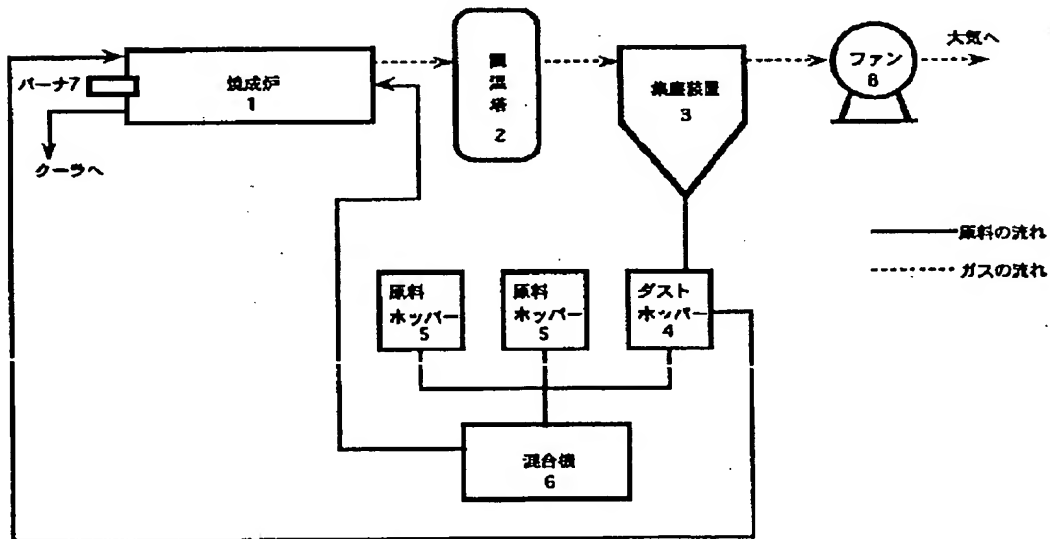 大気へ
ファン
8
調
温
塔
2
集塵装置
3
焼成炉
1
バーナ7
クーラへ
原料の流れ
ガスの流れ
原料
ホッパー
5
原料
ホッパー
5
ダスト
ホッパー
4
混合機
6